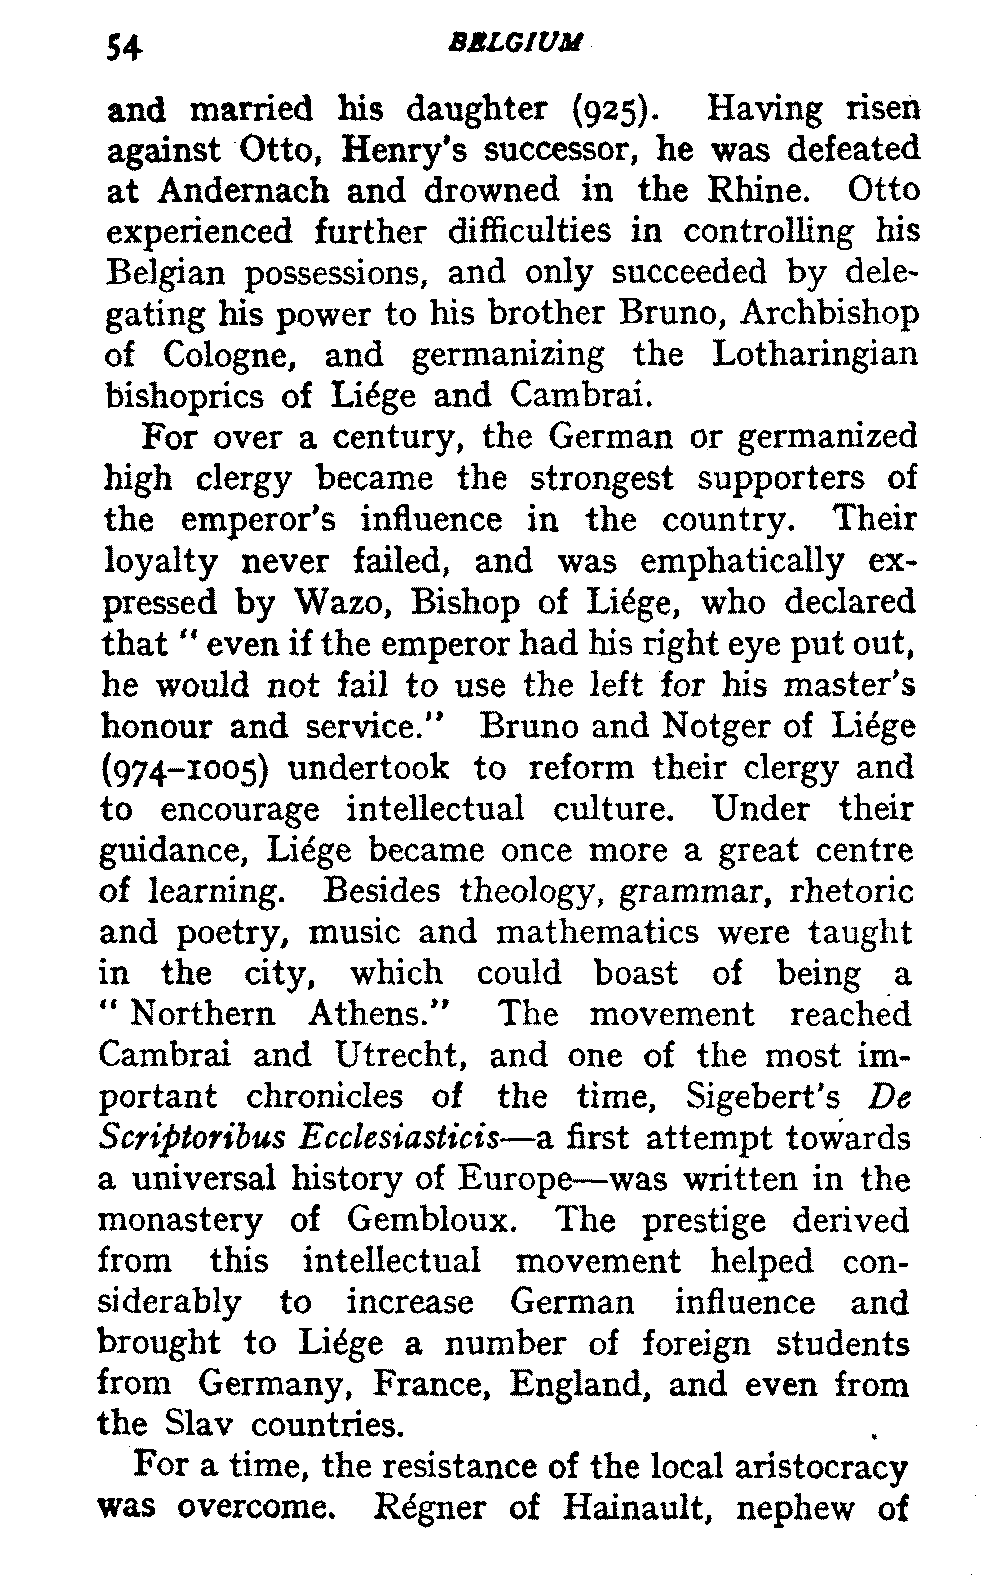 54 BELGIUM
and married his daughter (925). Having risen
against Otto, Henry's successor, he was defeated
at Andernach and drowned in the Rhine. Otto
experienced further difficulties in controlling his
Belgian possessions, and only succeeded by dele-
gating his power to his brother Bruno, Archbishop
of Cologne, and germanizing the Lotharingian
bishoprics of Liége and Cambrai.
For over a century, the German or germanized
high clergy became the strongest supporters of
the emperor's influence in the country. Their
loyalty never failed, and was emphatically ex-
pressed by Wazo, Bishop of Liége, who declared
that "even if the emperor had his right eye put out,
he would not fail to use the left for his master's
honour and service." Bruno and Notger of Liége
(974–1005) undertook to reform their clergy and
to encourage intellectual culture. Under their
guidance, Liége became once more a great centre
of learning. Besides theology, grammar, rhetoric
and poetry, music and mathematics were taught
in the city, which could boast of being a
"Northern Athens." The movement reached
Cambrai and Utrecht, and one of the most im-
portant chronicles of the time, Sigebert's De
Scriptoribus Ecclesiasticis—a first attempt towards
a universal history of Europe—was written in the
monastery of Gembloux. The prestige derived
from this intellectual movement helped con-
siderably to increase German influence and
brought to Liége a number of foreign students
from Germany, France, England, and even from
the Slav countries.
For a time, the resistance of the local aristocracy
was overcome. Régner of Hainault, nephew of